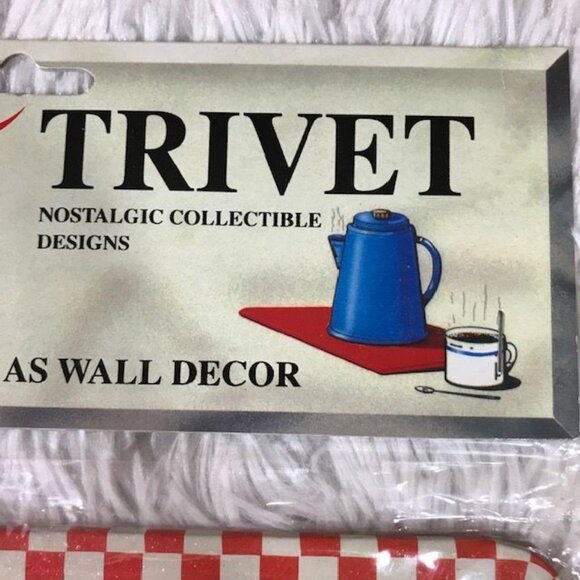 TRIVET
NOSTALGIC COLLECTIBLE
DESIGNS
AS WALL DECOR